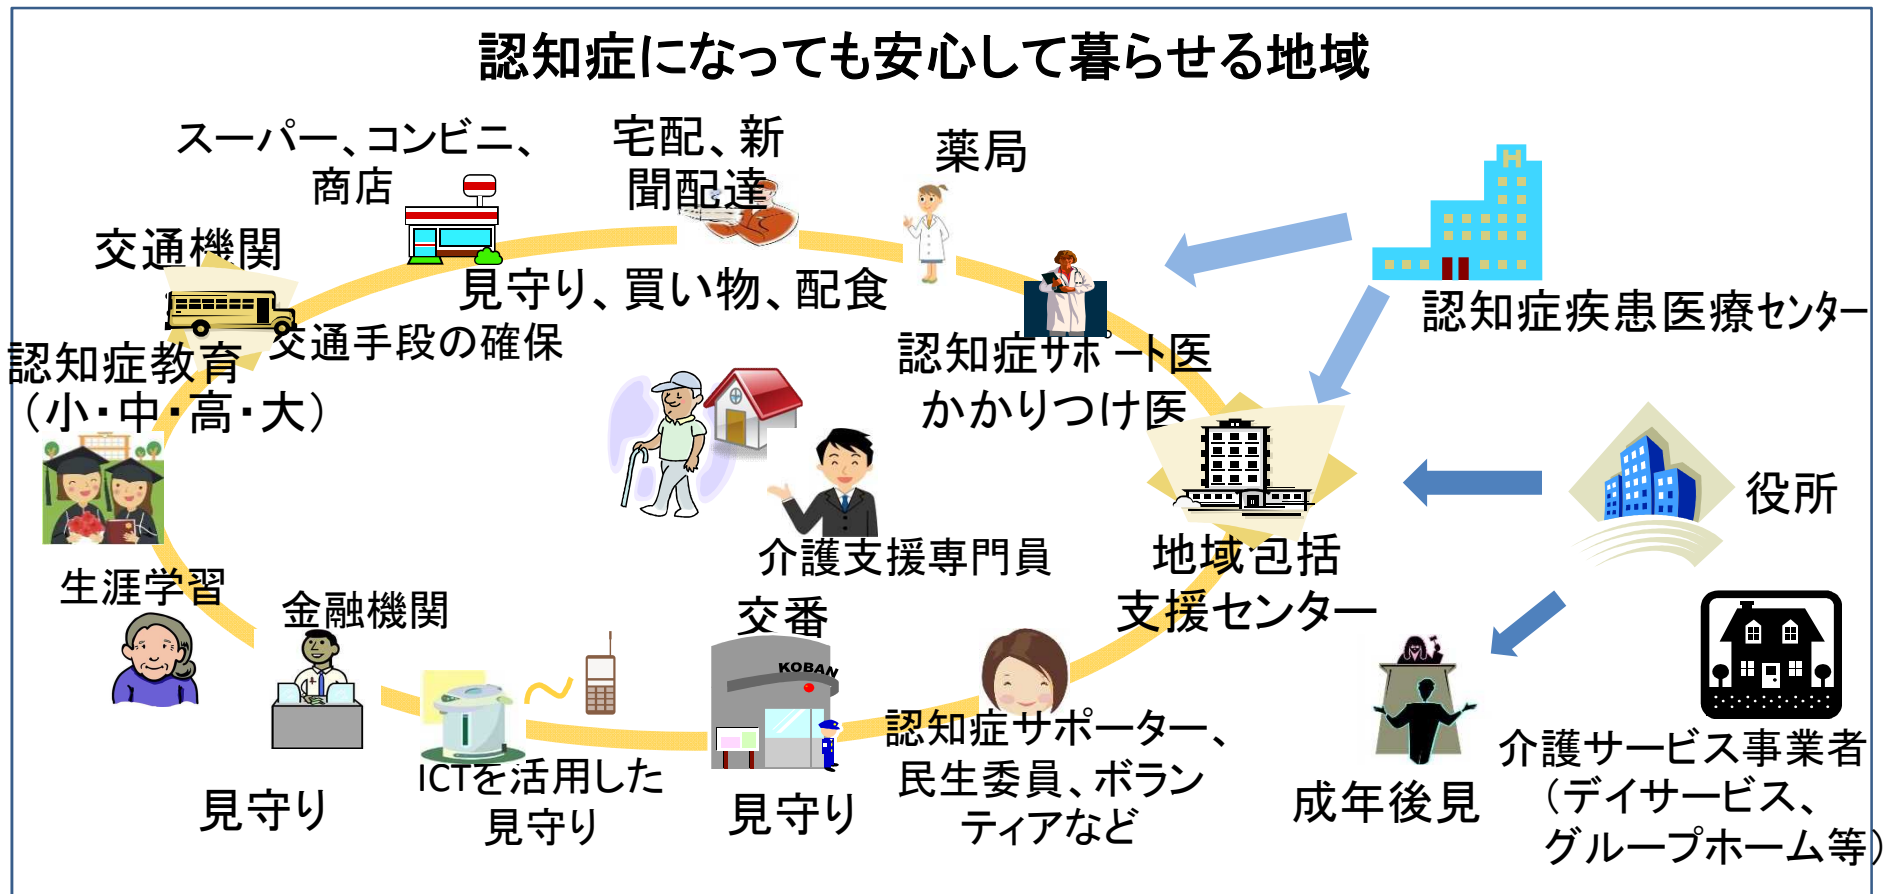 認知症になっても安心して暮らせる地域
スーパー、コンビニ、
商店
宅配、新
聞配達
薬局
交通機関
見守り、買い物、配食
交通手段の確保
認知症疾患医療センター
認知症サポート医
かかりつけ医
認知症教育
（小・中・高・大）
H
役所
介護支援専門員
地域包括
支援センター
生涯学習
金融機関
交番
KOBAN
認知症サポーター、
民生委員、ボラン
ティアなど
ICTを活用した
見守り
見守り
見守り
成年後見
介護サービス事業者
（デイサービス、
グループホーム等）